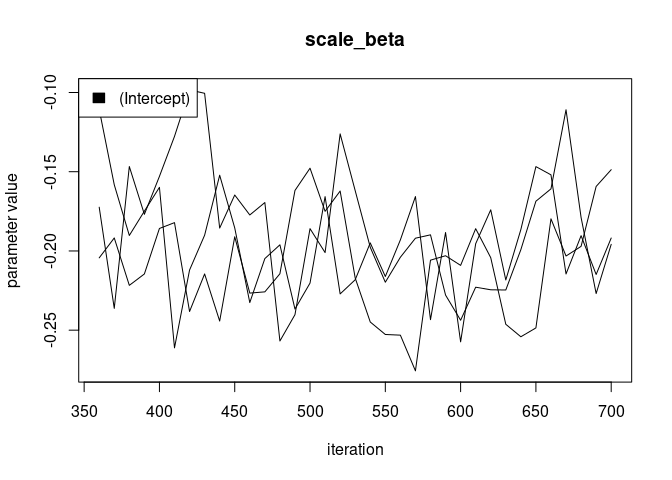 scale_beta
(Intercept)
parameter value
-0.10
-0.15
-0.20
-0.25
350 400 450 500 550 600 650 700
iteration